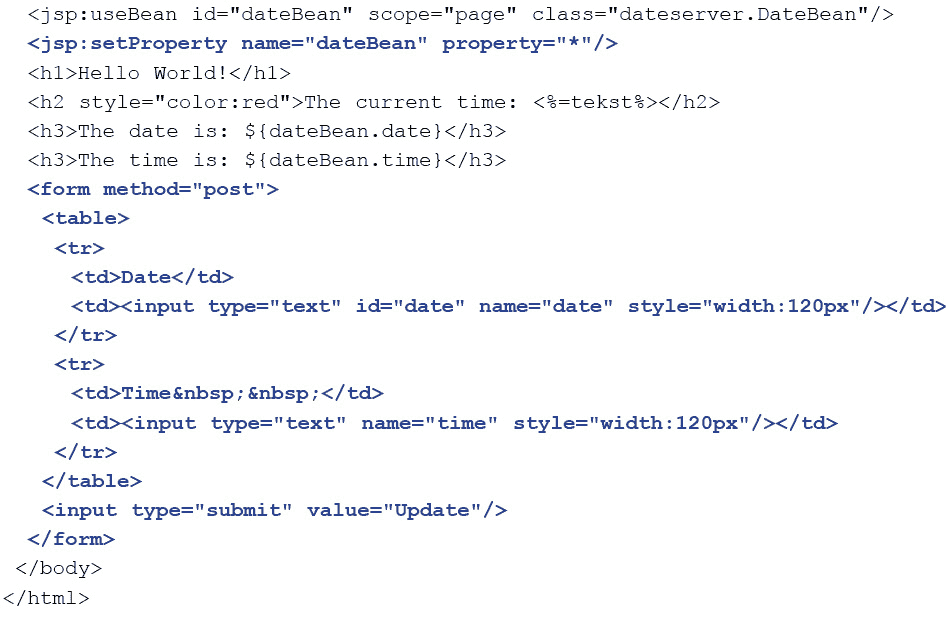 <jsp:useBean id="dateBean" scope="page" class="dateserver.DateBean"/>
<jsp:setProperty name="dateBean" property="*"/>
<h1>Hello World!</h1>
<h2 style="color:red">The current time: <%=tekst%></h2>
<h3>The date is: ${dateBean.date}</h3>
<h3>The time is: ${dateBean.time}</h3>
<form method="post">
<table>
<tr>
<td>Date</td>
<td><input type="text" id="date" name="date" style="width:120px"/></td>
</tr>
<tr>
<td>Time&nbsp;&nbsp;</td>
<td><input type="text" name="time" style="width:120px"/></td>
</tr>
</table>
<input type="submit" value="Update"/>
</form>
</body>
</html>